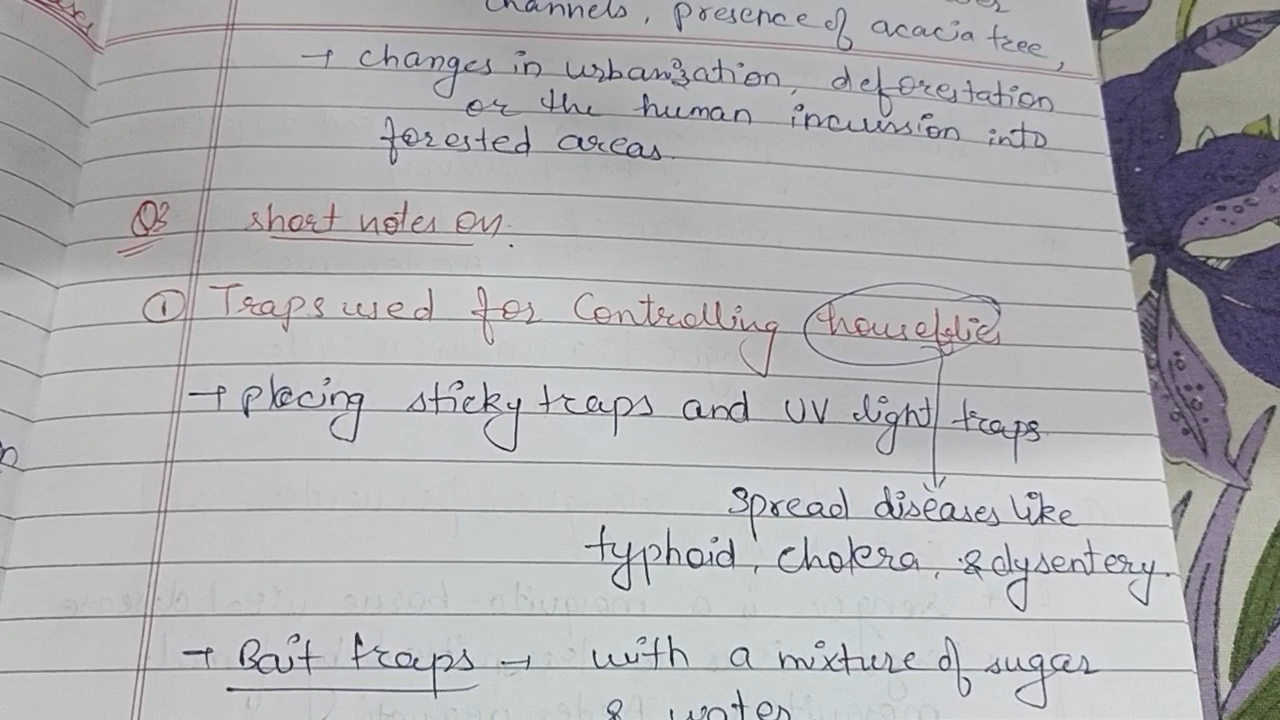 channels, presence of acacia tree,
→ changes in urbanization, deforestation
or the human incursion into
forested areas.
Q3 short notes on.
① Traps used for Controlling houseflies
→ placing sticky traps and UV light traps
spread diseases like
typhoid, cholera, & dysentery.
→ Bait traps → with a mixture of sugar
& water